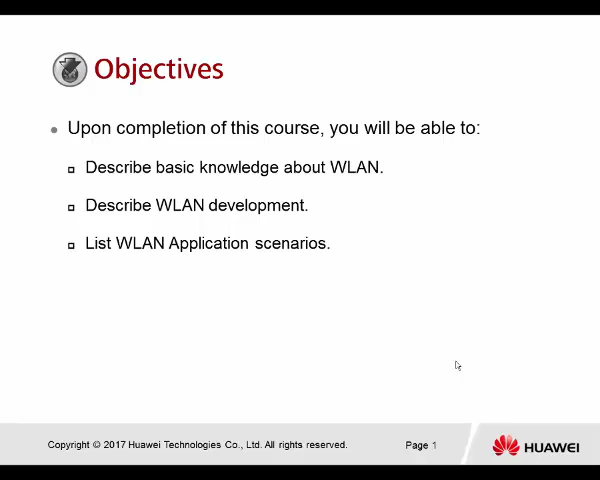 Objectives
Upon completion of this course, you will be able to:
Describe basic knowledge about WLAN.
Describe WLAN development.
List WLAN Application scenarios.
Copyright © 2017 Huawei Technologies Co., Ltd. All rights reserved.
Page 1
HUAWEI